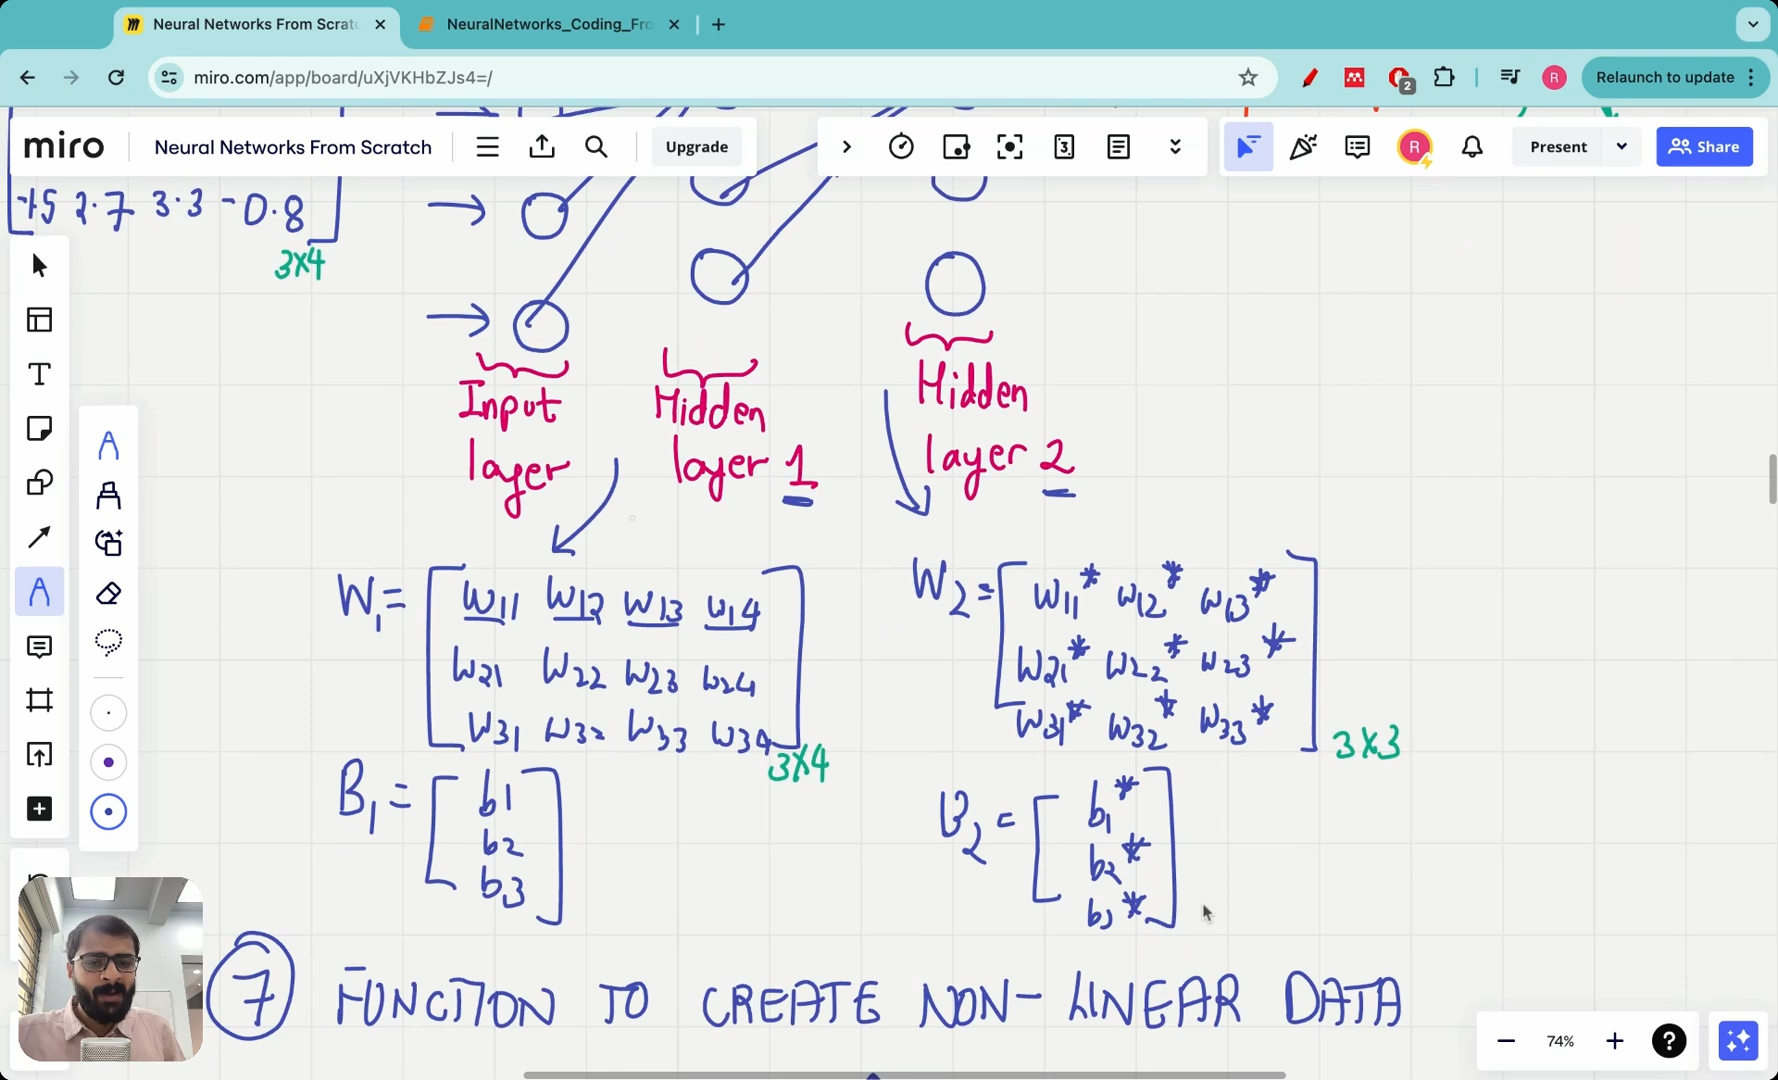 Neural Networks From Scrat
NeuralNetworks_Coding_Fro
miro.com/app/board/uXjVKHbZJs4=/
2
R
Relaunch to update
miro
Neural Networks From Scratch
Upgrade
3
R
Present
Share
-1.5 2.7 3.3 -0.8
3X4
Input
layer
Hidden
layer 1
Hidden
layer 2
W1 =
w11 w12 w13 w14
w21 w22 w23 w24
w31 w32 w33 w34
3X4
W2 =
w11* w12* w13*
w21* w22* w23*
w31* w32* w33*
3X3
B1 =
b1
b2
b3
B2 =
b1*
b2*
b3*
7 FUNCTION TO CREATE NON-LINEAR DATA
74%
?